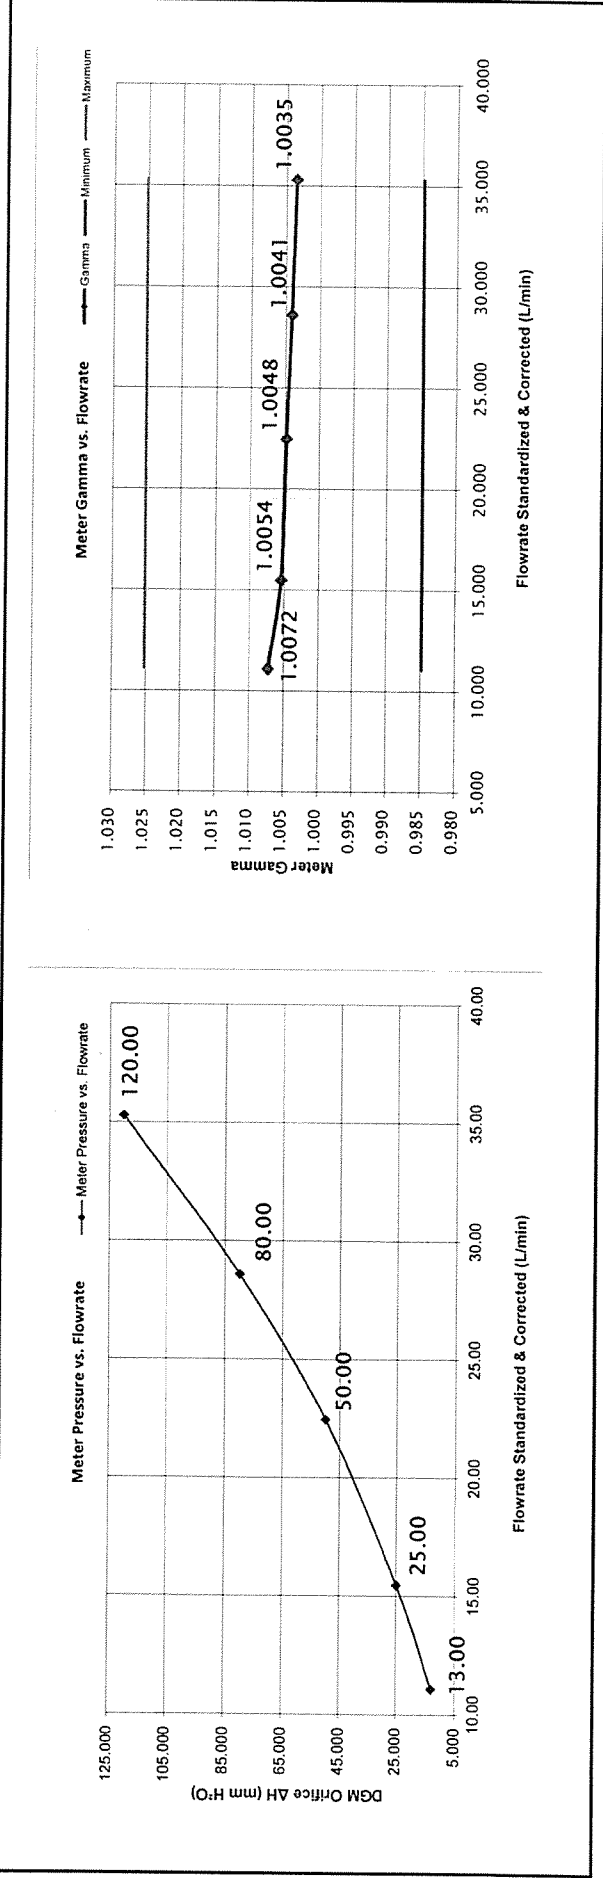 Meter Pressure vs. Flowrate
Meter Pressure vs. Flowrate
125.000
105.000
85.000
65.000
45.000
25.000
5.000
DGM Orifice ΔH (mm H²O)
120.00
80.00
50.00
25.00
13.00
10.00 15.00 20.00 25.00 30.00 35.00 40.00
Flowrate Standardized & Corrected (L/min)
Meter Gamma vs. Flowrate
Gamma Minimum Maximum
1.030
1.025
1.020
1.015
1.010
1.005
1.000
0.995
0.990
0.985
0.980
Meter Gamma
1.0072
1.0054
1.0048
1.0041
1.0035
5.000 10.000 15.000 20.000 25.000 30.000 35.000 40.000
Flowrate Standardized & Corrected (L/min)